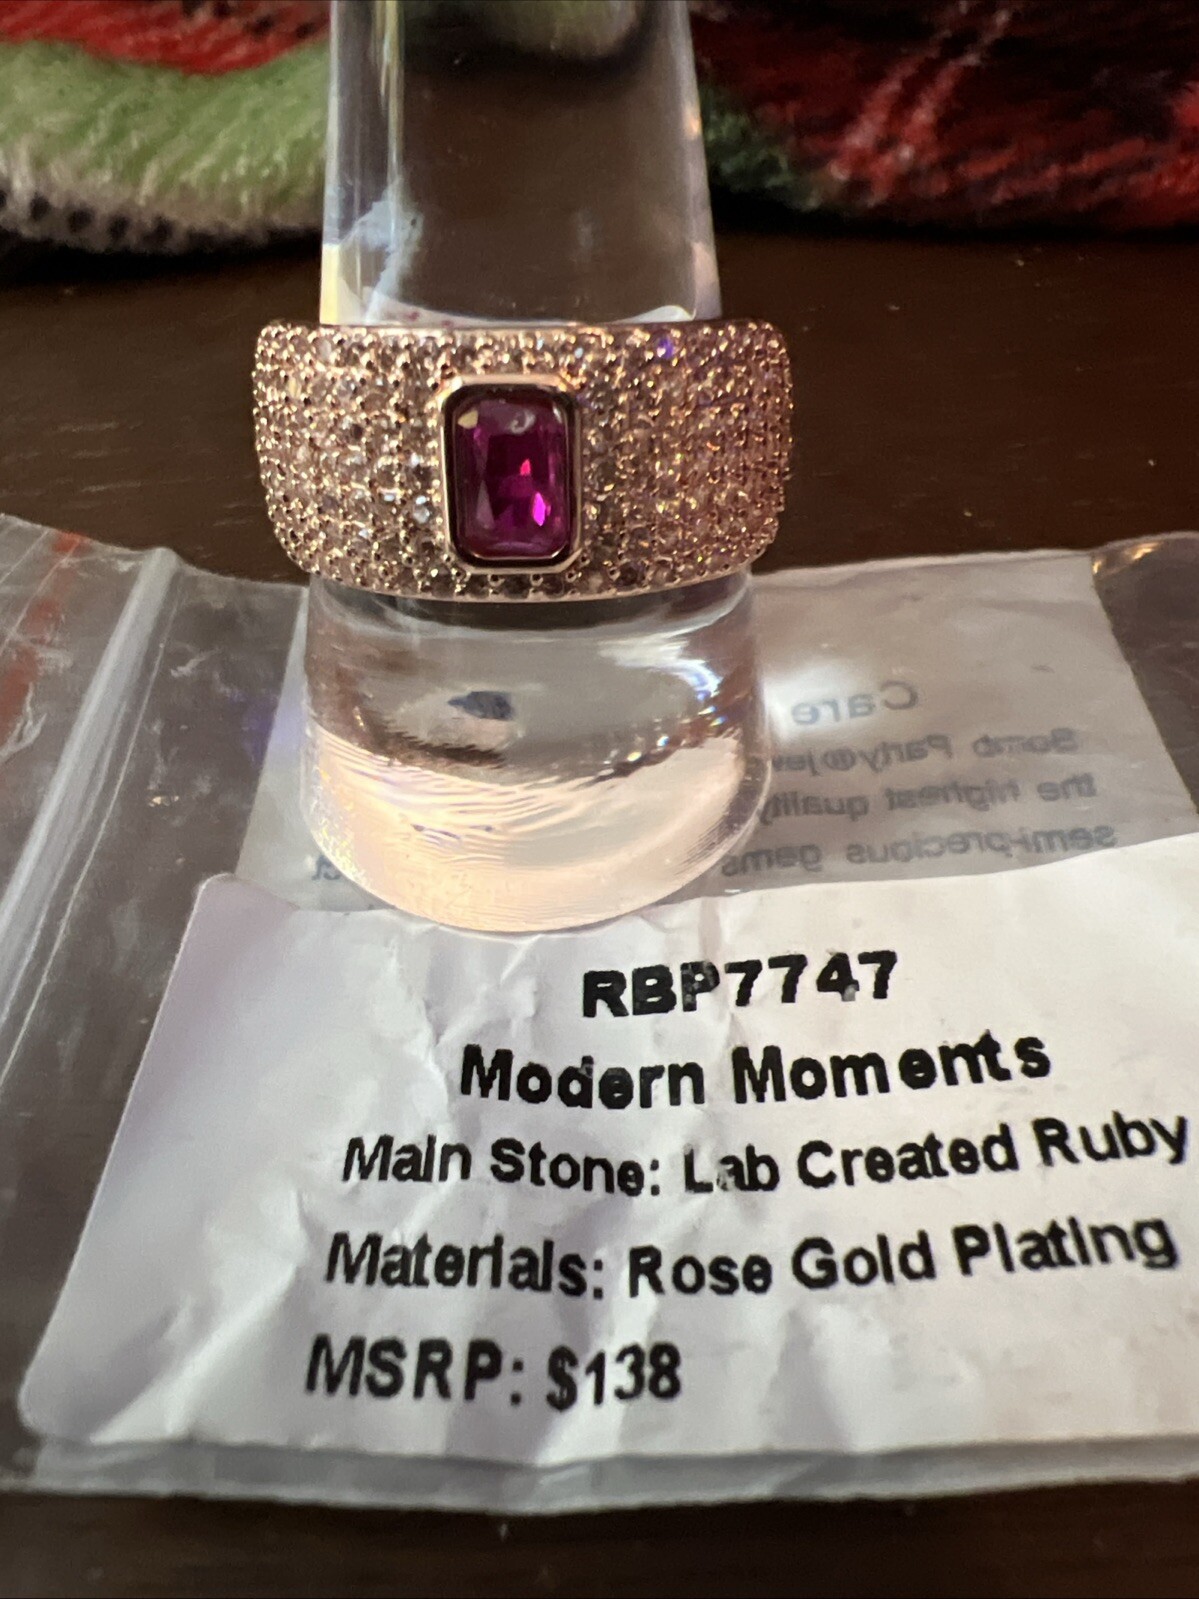 Care
Bomb Party® jew
the highest quality
semi-precious gems
ct
RBP7747
Modern Moments
Main Stone: Lab Created Ruby
Materials: Rose Gold Plating
MSRP: $138